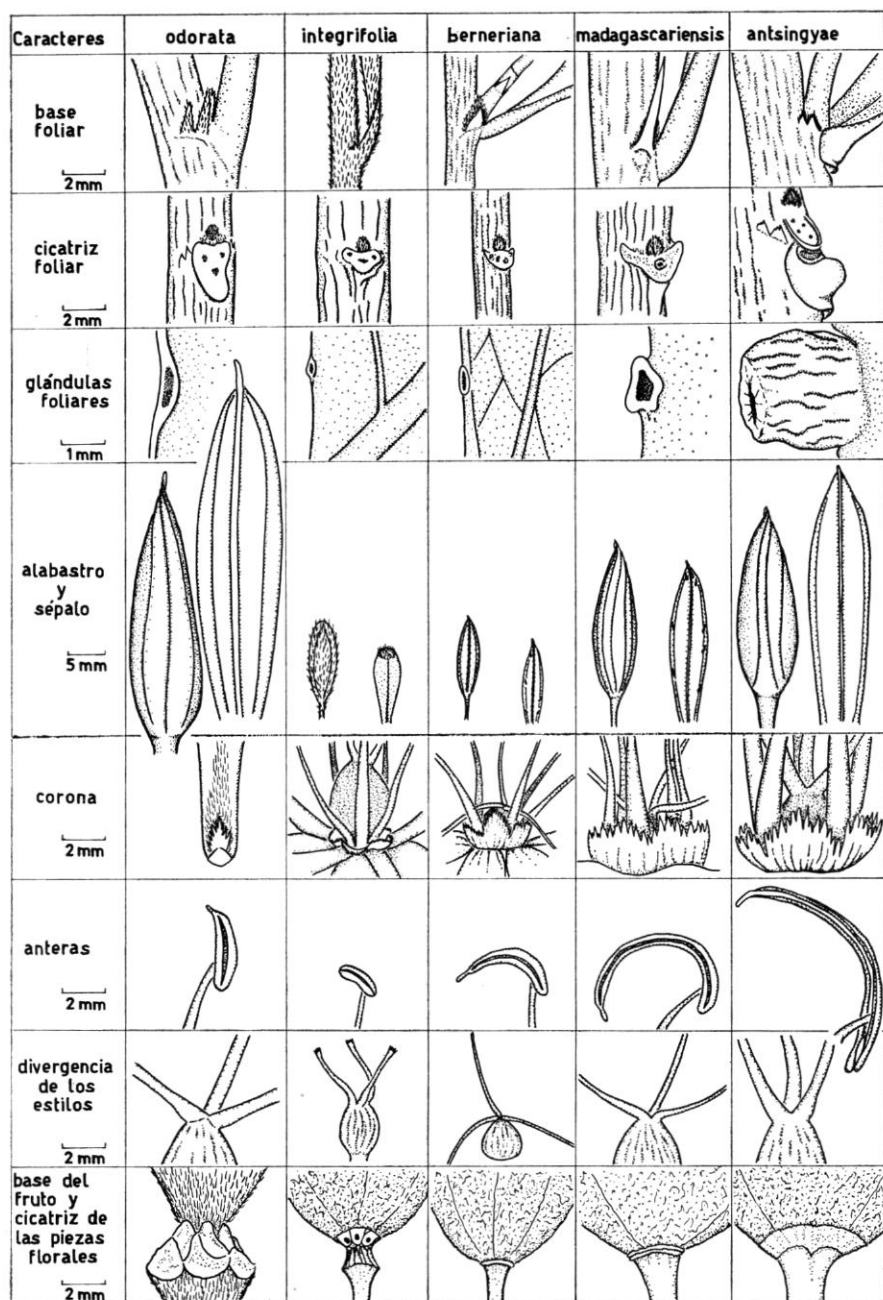 Caracteres odorata integrifolia berneriana madagascariensis antsingyae
base
foliar
2mm
cicatriz
foliar
2mm
glándulas
foliares
1mm
alabastro
y
sépalo
5mm
corona
2mm
anteras
2mm
divergencia
de los
estilos
2mm
base del
fruto y
cicatriz de
las piezas
florales
2mm